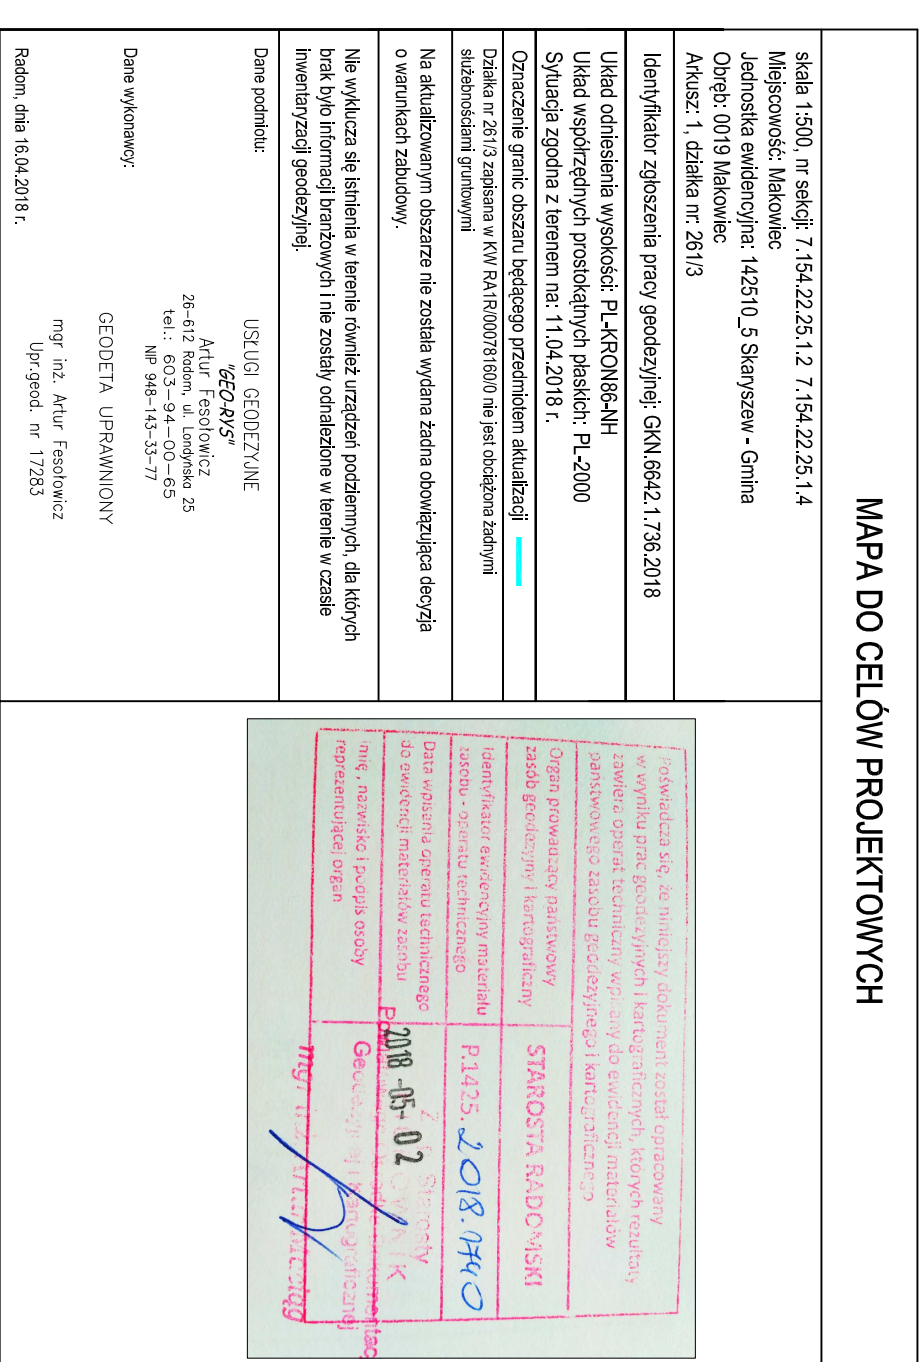 MAPA DO CELÓW PROJEKTOWYCH
skala 1:500, nr sekcji: 7.154.22.25.1.2 7.154.22.25.1.4
Miejscowość: Makowiec
Jednostka ewidencyjna: 142510_5 Skaryszew - Gmina
Obręb: 0019 Makowiec
Arkusz: 1, działka nr: 261/3
Identyfikator zgłoszenia pracy geodezyjnej: GKN.6642.1.736.2018
Układ odniesienia wysokości: PL-KRON86-NH
Układ współrzędnych prostokątnych płaskich: PL-2000
Sytuacja zgodna z terenem na: 11.04.2018 r.
Oznaczenie granic obszaru będącego przedmiotem aktualizacji
Działka nr 261/3 zapisana w KW RA1R/00078160/0 nie jest obciążona żadnymi
służebnościami gruntowymi
Na aktualizowanym obszarze nie została wydana żadna obowiązująca decyzja
o warunkach zabudowy.
Nie wyklucza się istnienia w terenie również urządzeń podziemnych, dla których
brak było informacji branżowych i nie zostały odnalezione w terenie w czasie
inwentaryzacji geodezyjnej.
Dane podmiotu:
USŁUGI GEODEZYJNE
"GEO-RYS"
Artur Fesołowicz
26-612 Radom, ul. Londyńska 25
tel.: 603-94-00-65
NIP 948-143-33-77
Dane wykonawcy:
GEODETA UPRAWNIONY
mgr inż. Artur Fesołowicz
Upr.geod. nr 17283
Radom, dnia 16.04.2018 r.
Poświadcza się, że niniejszy dokument został opracowany
w wyniku prac geodezyjnych i kartograficznych, których rezultaty
zawiera operat techniczny wpisany do ewidencji materiałów
państwowego zasobu geodezyjnego i kartograficznego
Organ prowadzący państwowy
zasób geodezyjny i kartograficzny
STAROSTA RADOMSKI
Identyfikator ewidencyjny materiału
zasobu - operatu technicznego
P.1425.2018.1740
Data wpisania operatu technicznego
do ewidencji materiałów zasobu
2018 -05- 02
Imię, nazwisko i podpis osoby
reprezentującej organ
Starosty
Geodezyjnej i Kartograficznej
mgr inż.